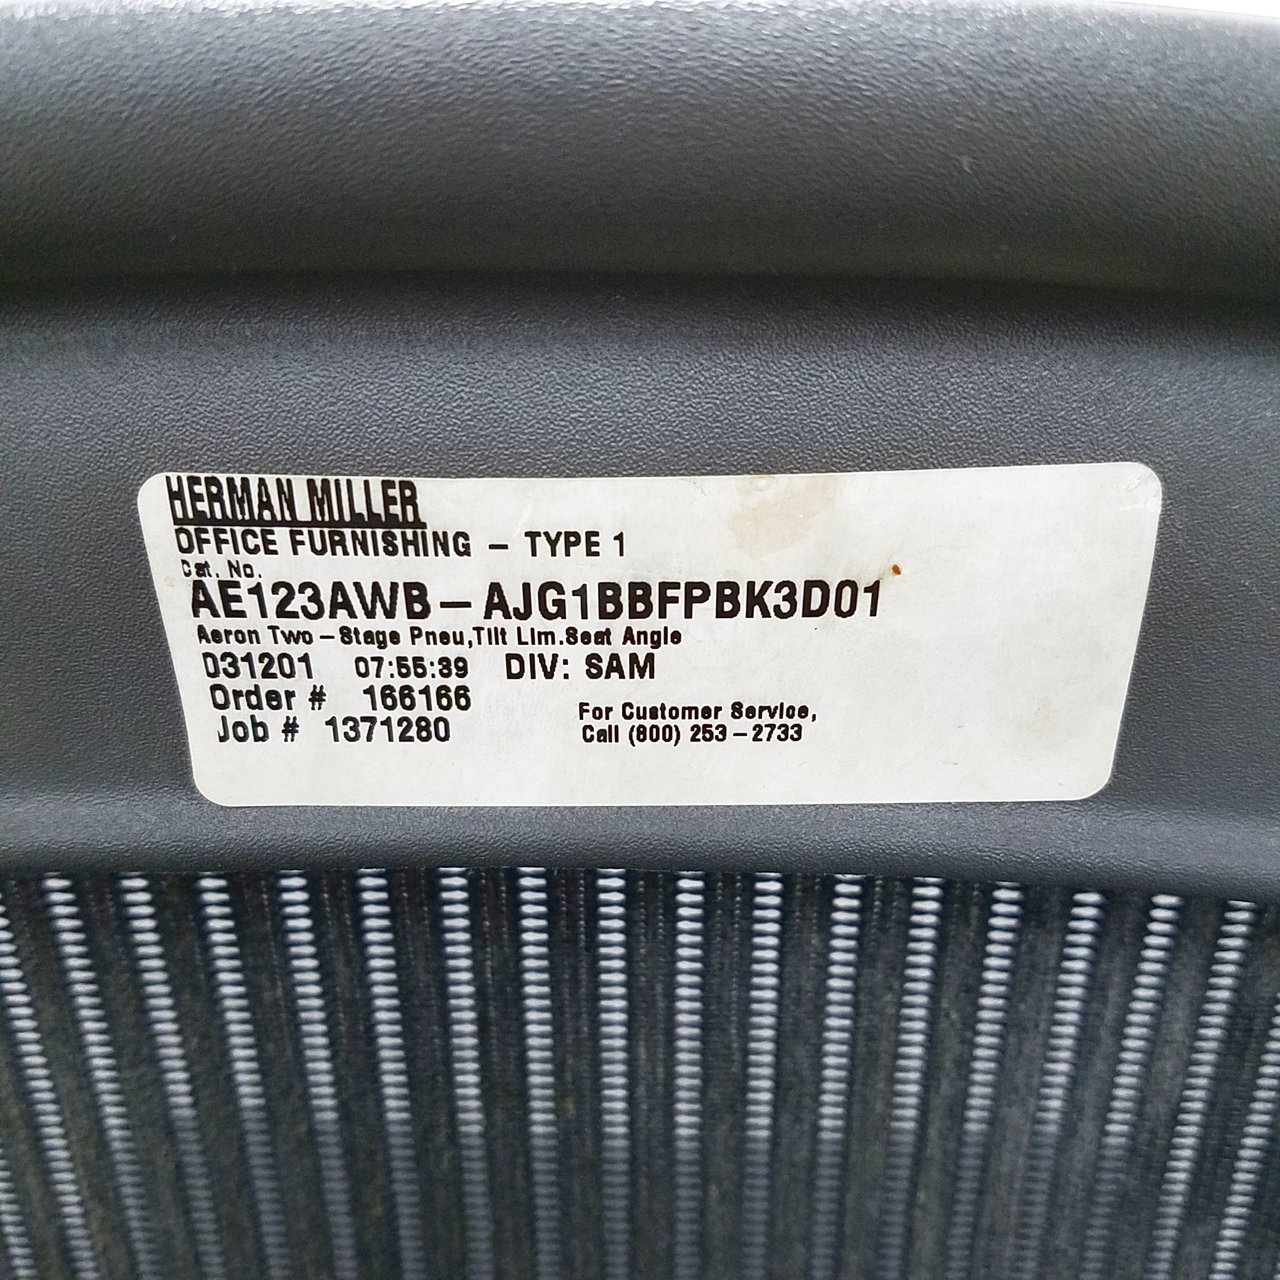 HERMAN MILLER
OFFICE FURNISHING - TYPE 1
Cat. No.
AE123AWB-AJG1BBFPBK3D01
Aeron Two-Stage Pneu,Tilt Lim.Seat Angle
031201 07:55:39 DIV: SAM
Order # 166166
Job # 1371280
For Customer Service,
Call (800) 253-2733